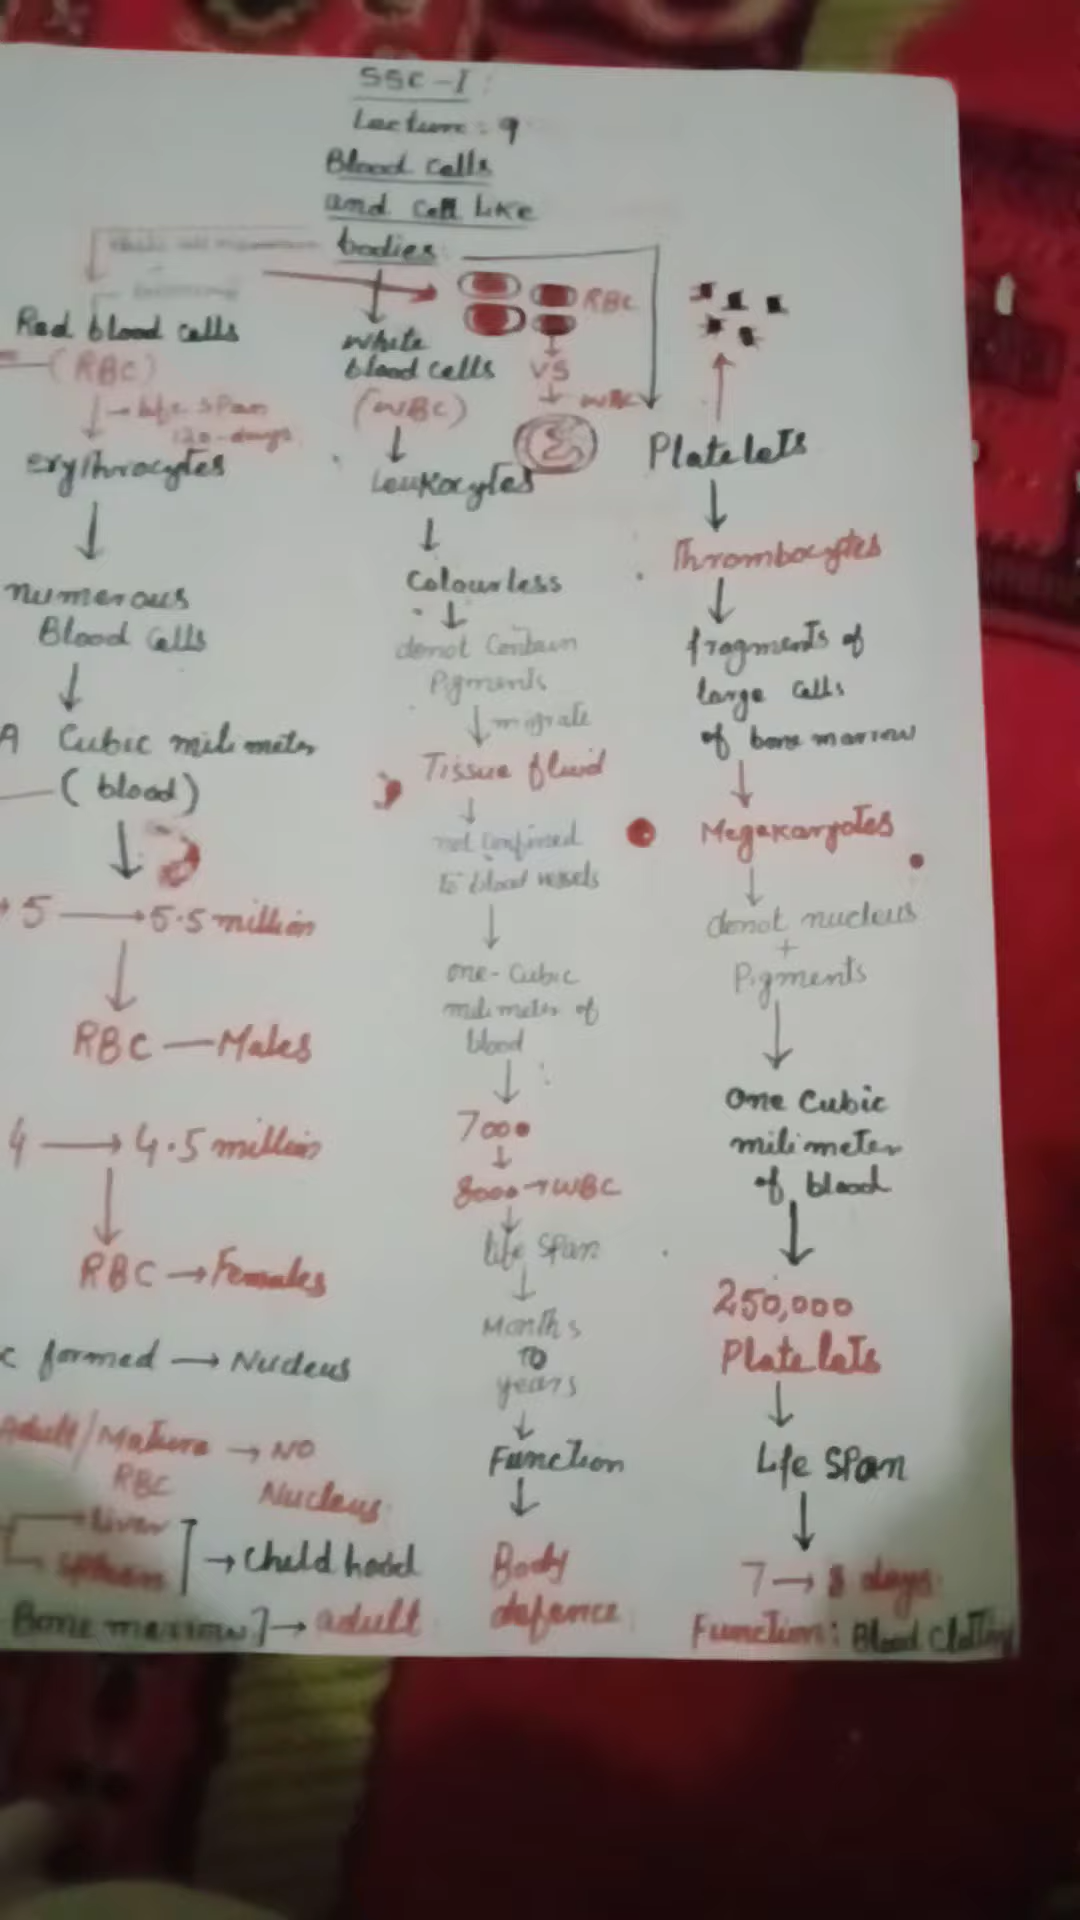 SSC-I:
Lecture: 9
Blood cells
and cell like
bodies:
Red blood cells
(RBC)
→ life span
120-days
erythrocytes
numerous
Blood Cells
A Cubic milimeter
(blood)
→ 5 → 5.5 million
RBC — Males
4 → 4.5 million
RBC → Females
c formed → Nucleus
Adult/Mature → NO
RBC Nucleus
→ Liver
→ spleen
→ Child hood
Bone marrow] → adult
white
blood cells
(WBC)
Leukocytes
Colourless
donot Contain
Pigments
migrate
Tissue fluid
not Confined
to blood vessels
one-Cubic
milimeter of
blood
7000
8000 → WBC
life span
Months
TO
years
Function
Body
defence
RBC
VS
WBC
Platelets
Thrombocytes
fragments of
large cells
of bone marrow
Megakaryotes
donot nucleus
+
Pigments
One Cubic
milimeter
of blood
250,000
Platelets
Life Span
7 → 8 days
Function: Blood Clotting